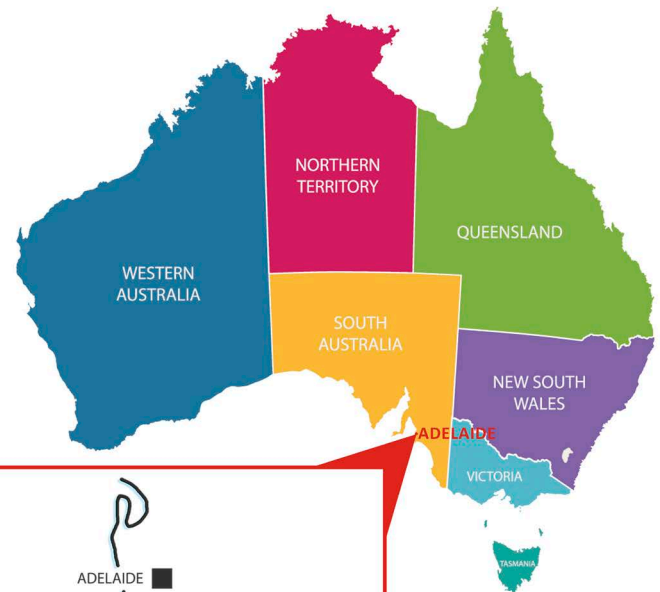 NORTHERN
TERRITORY
QUEENSLAND
WESTERN
AUSTRALIA
SOUTH
AUSTRALIA
NEW SOUTH
WALES
ADELAIDE
VICTORIA
TASMANIA
ADELAIDE